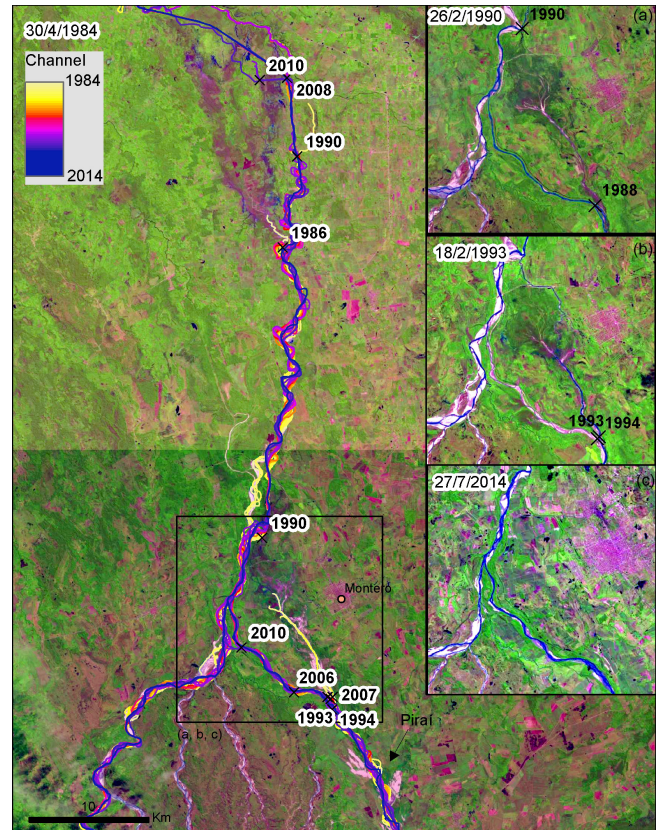 30/4/1984
Channel
1984
2014
2010
2008
1990
1986
1990
Montero
2010
2006
2007
1993
1994
Piraí
(a, b, c)
10
Km
26/2/1990
1990
(a)
1988
18/2/1993
(b)
1993
1994
27/7/2014
(c)